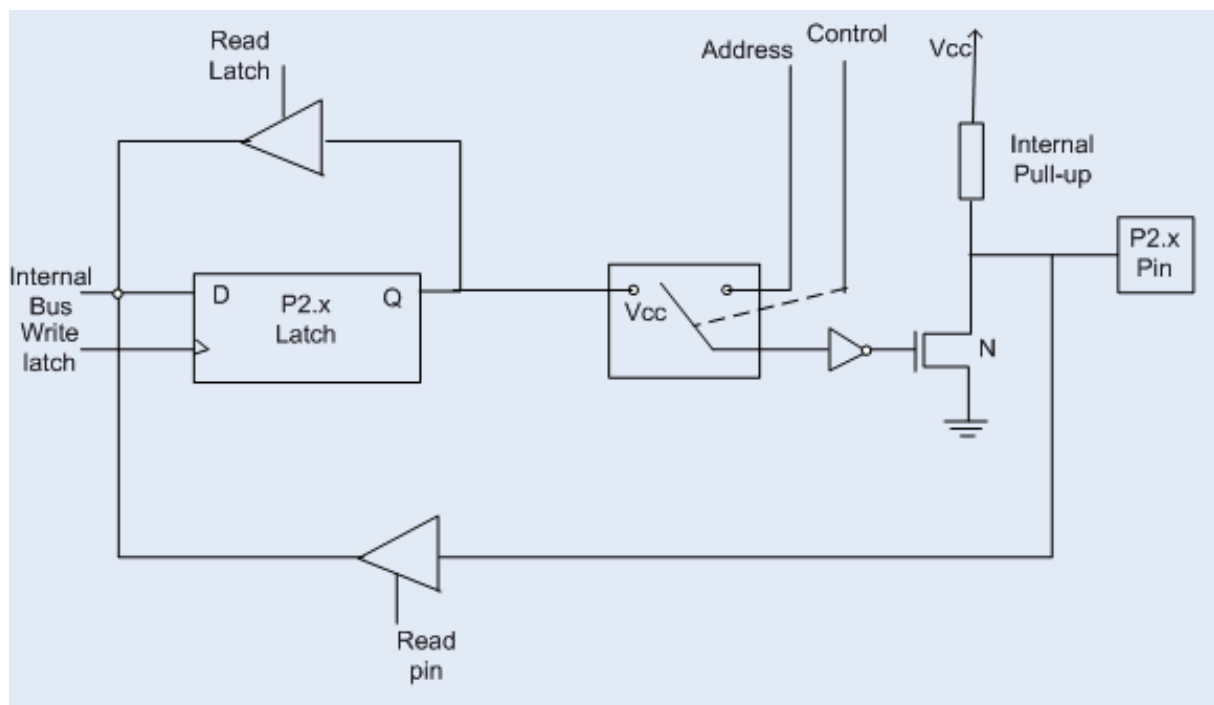 Read
Latch
Address
Control
Vcc
Internal
Pull-up
P2.x
Pin
Internal
Bus
Write
latch
D
P2.x
Latch
Q
Vcc
N
Read
pin